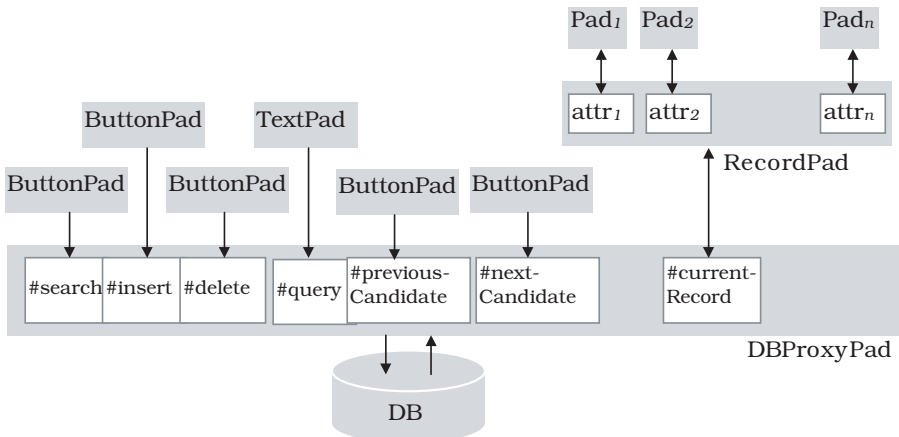 Pad1 Pad2 Padn
attr1 attr2 attrn
ButtonPad TextPad
RecordPad
ButtonPad ButtonPad ButtonPad ButtonPad
#search #insert #delete #query #previous-
Candidate #next-
Candidate #current-
Record
DBProxyPad
DB